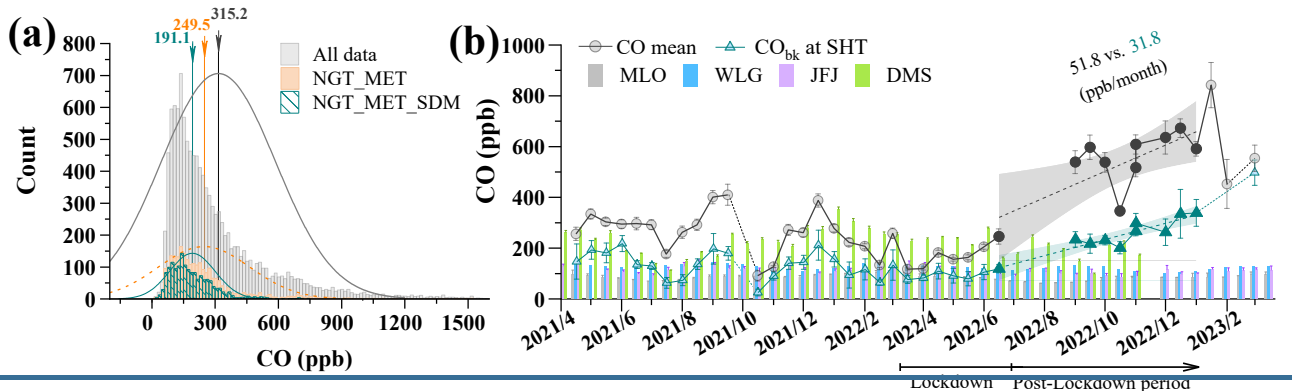 (a)
315.2
249.5
191.1
All data
NGT_MET
NGT_MET_SDM
Count
800
700
600
500
400
300
200
100
0
0 300 600 900 1200 1500
CO (ppb)
(b)
CO mean
CObk at SHT
MLO WLG JFJ DMS
51.8 vs. 31.8
(ppb/month)
CO (ppb)
1000
800
600
400
200
0
2021/4 2021/6 2021/8 2021/10 2021/12 2022/2 2022/4 2022/6 2022/8 2022/10 2022/12 2023/2
Lockdown Post-Lockdown period